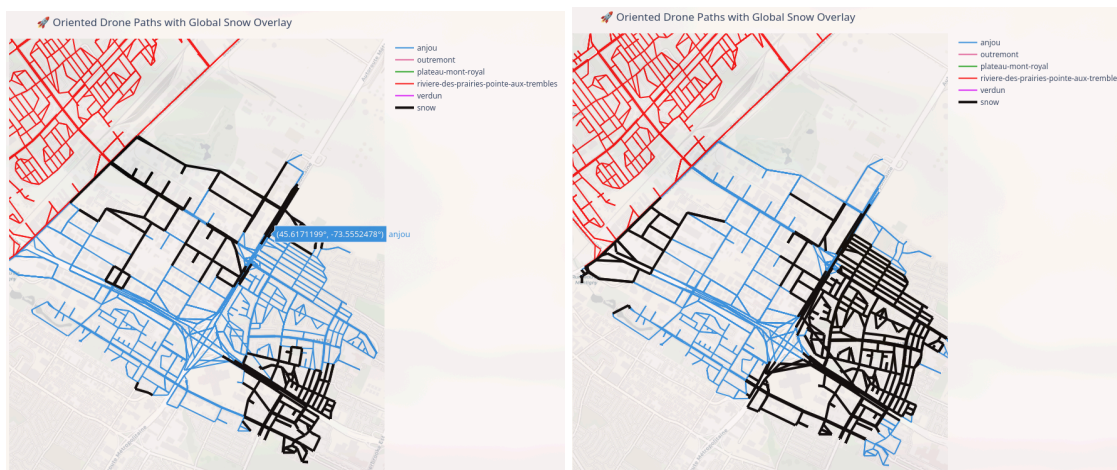 🚀 Oriented Drone Paths with Global Snow Overlay
anjou
outremont
plateau-mont-royal
riviere-des-prairies-pointe-aux-trembles
verdun
snow
(45.6171199°, -73.5552478°) anjou
🚀 Oriented Drone Paths with Global Snow Overlay
anjou
outremont
plateau-mont-royal
riviere-des-prairies-pointe-aux-tremble
verdun
snow